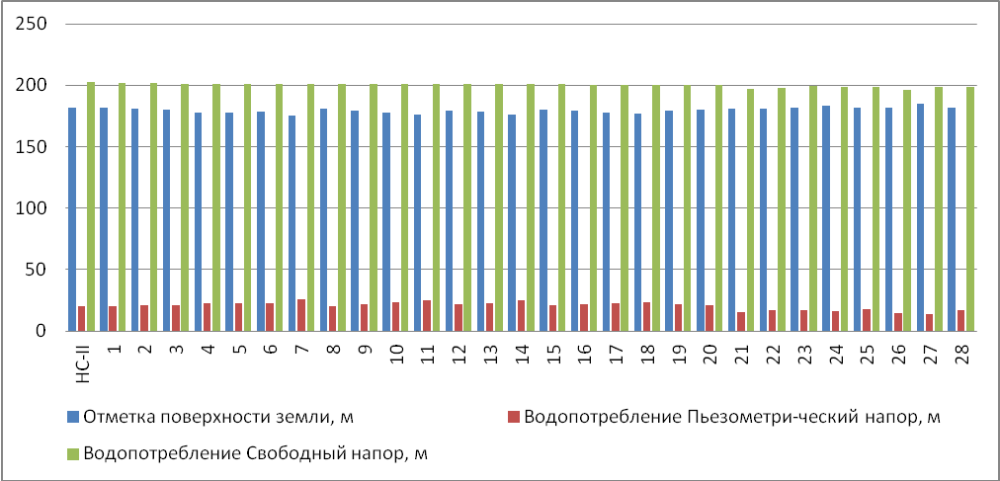 250
200
150
100
50
0
НС-II 1 2 3 4 5 6 7 8 9 10 11 12 13 14 15 16 17 18 19 20 21 22 23 24 25 26 27 28
Отметка поверхности земли, м
Водопотребление Пьезометри-ческий напор, м
Водопотребление Свободный напор, м